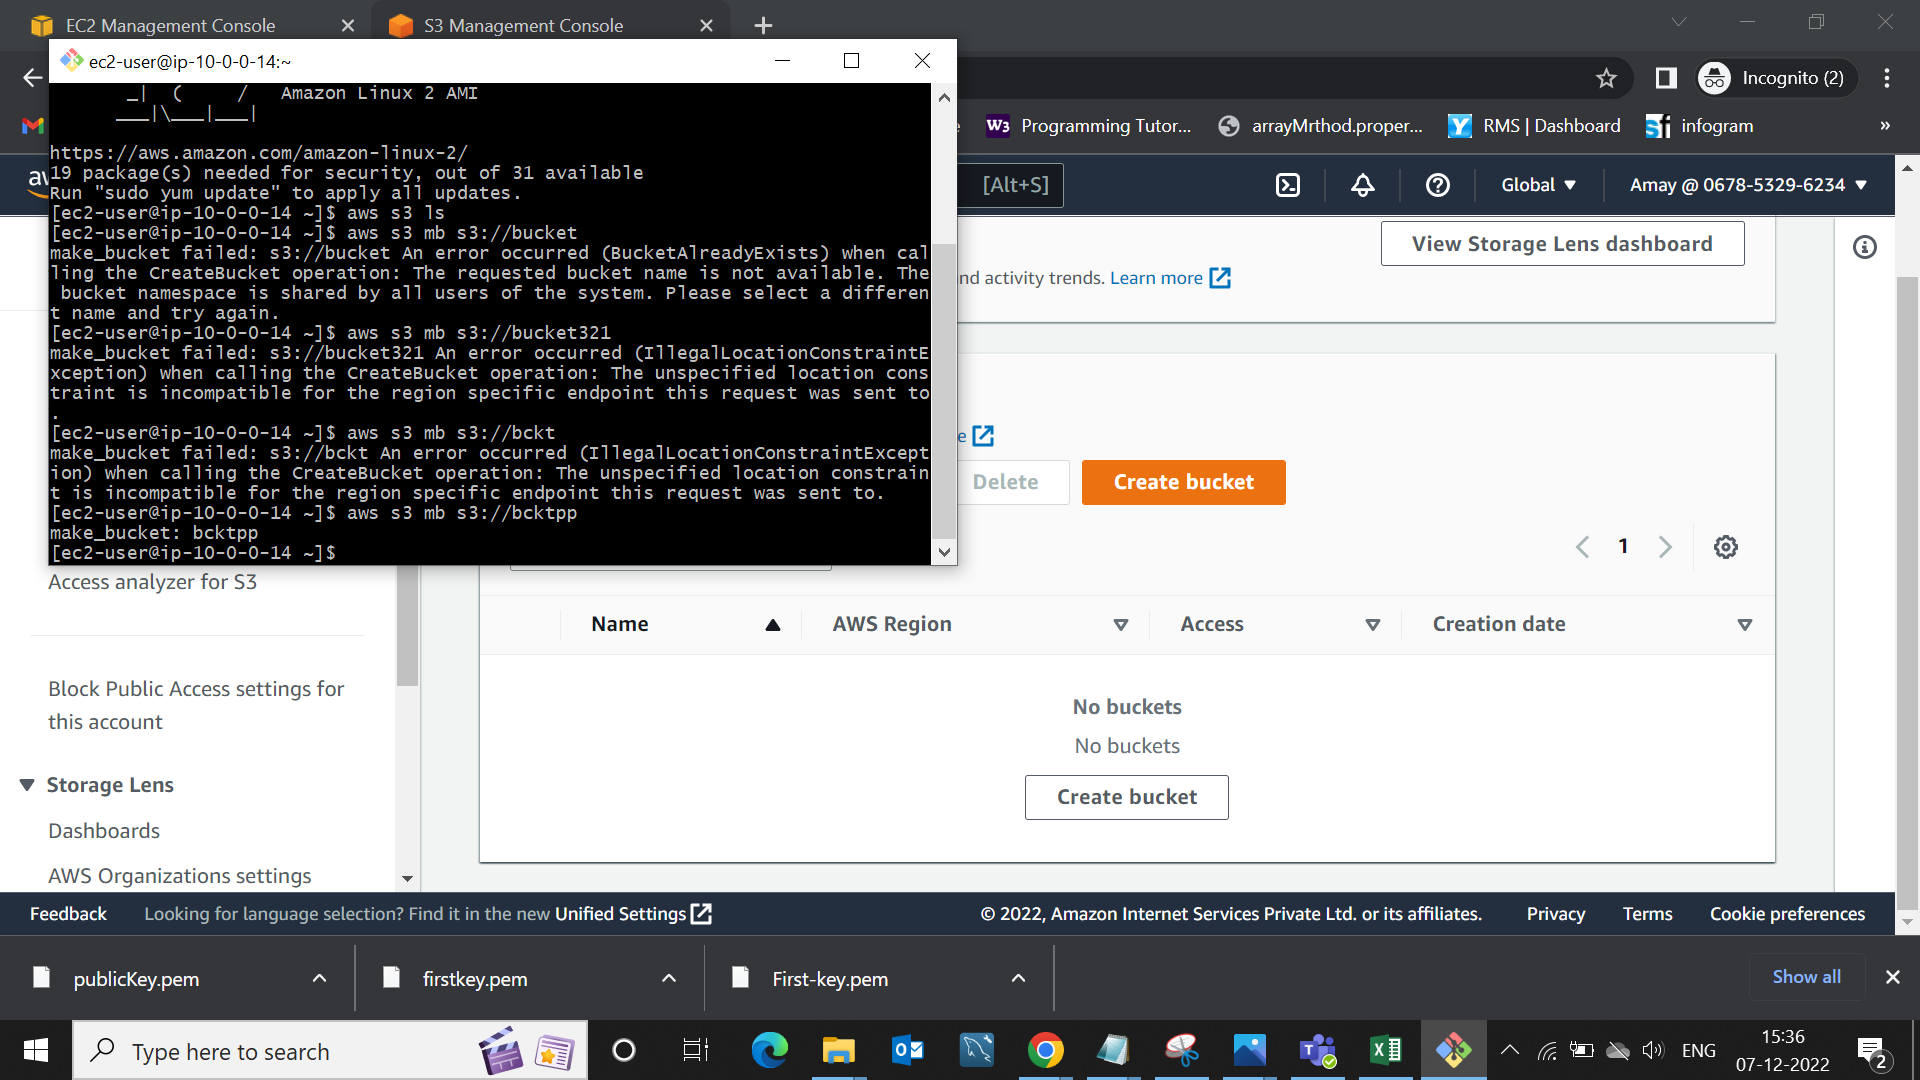 EC2 Management Console
S3 Management Console
ec2-user@ip-10-0-0-14:~
Incognito (2)
Programming Tutor...
arrayMrthod.proper...
RMS | Dashboard
infogram
»
_|  (     /   Amazon Linux 2 AMI
___|\___|___|
https://aws.amazon.com/amazon-linux-2/
19 package(s) needed for security, out of 31 available
Run "sudo yum update" to apply all updates.
[ec2-user@ip-10-0-0-14 ~]$ aws s3 ls
[ec2-user@ip-10-0-0-14 ~]$ aws s3 mb s3://bucket
make_bucket failed: s3://bucket An error occurred (BucketAlreadyExists) when cal
ling the CreateBucket operation: The requested bucket name is not available. The
 bucket namespace is shared by all users of the system. Please select a differen
t name and try again.
[ec2-user@ip-10-0-0-14 ~]$ aws s3 mb s3://bucket321
make_bucket failed: s3://bucket321 An error occurred (IllegalLocationConstraintE
xception) when calling the CreateBucket operation: The unspecified location cons
traint is incompatible for the region specific endpoint this request was sent to
.
[ec2-user@ip-10-0-0-14 ~]$ aws s3 mb s3://bckt
make_bucket failed: s3://bckt An error occurred (IllegalLocationConstraintExcept
ion) when calling the CreateBucket operation: The unspecified location constrain
t is incompatible for the region specific endpoint this request was sent to.
[ec2-user@ip-10-0-0-14 ~]$ aws s3 mb s3://bcktpp
make_bucket: bcktpp
[ec2-user@ip-10-0-0-14 ~]$
[Alt+S]
Global
Amay @ 0678-5329-6234
View Storage Lens dashboard
nd activity trends. Learn more
Delete
Create bucket
1
Name
AWS Region
Access
Creation date
No buckets
No buckets
Create bucket
Access analyzer for S3
Block Public Access settings for
this account
Storage Lens
Dashboards
AWS Organizations settings
Feedback
Looking for language selection? Find it in the new Unified Settings
© 2022, Amazon Internet Services Private Ltd. or its affiliates.
Privacy
Terms
Cookie preferences
publicKey.pem
firstkey.pem
First-key.pem
Show all
Type here to search
ENG
15:36
07-12-2022
2